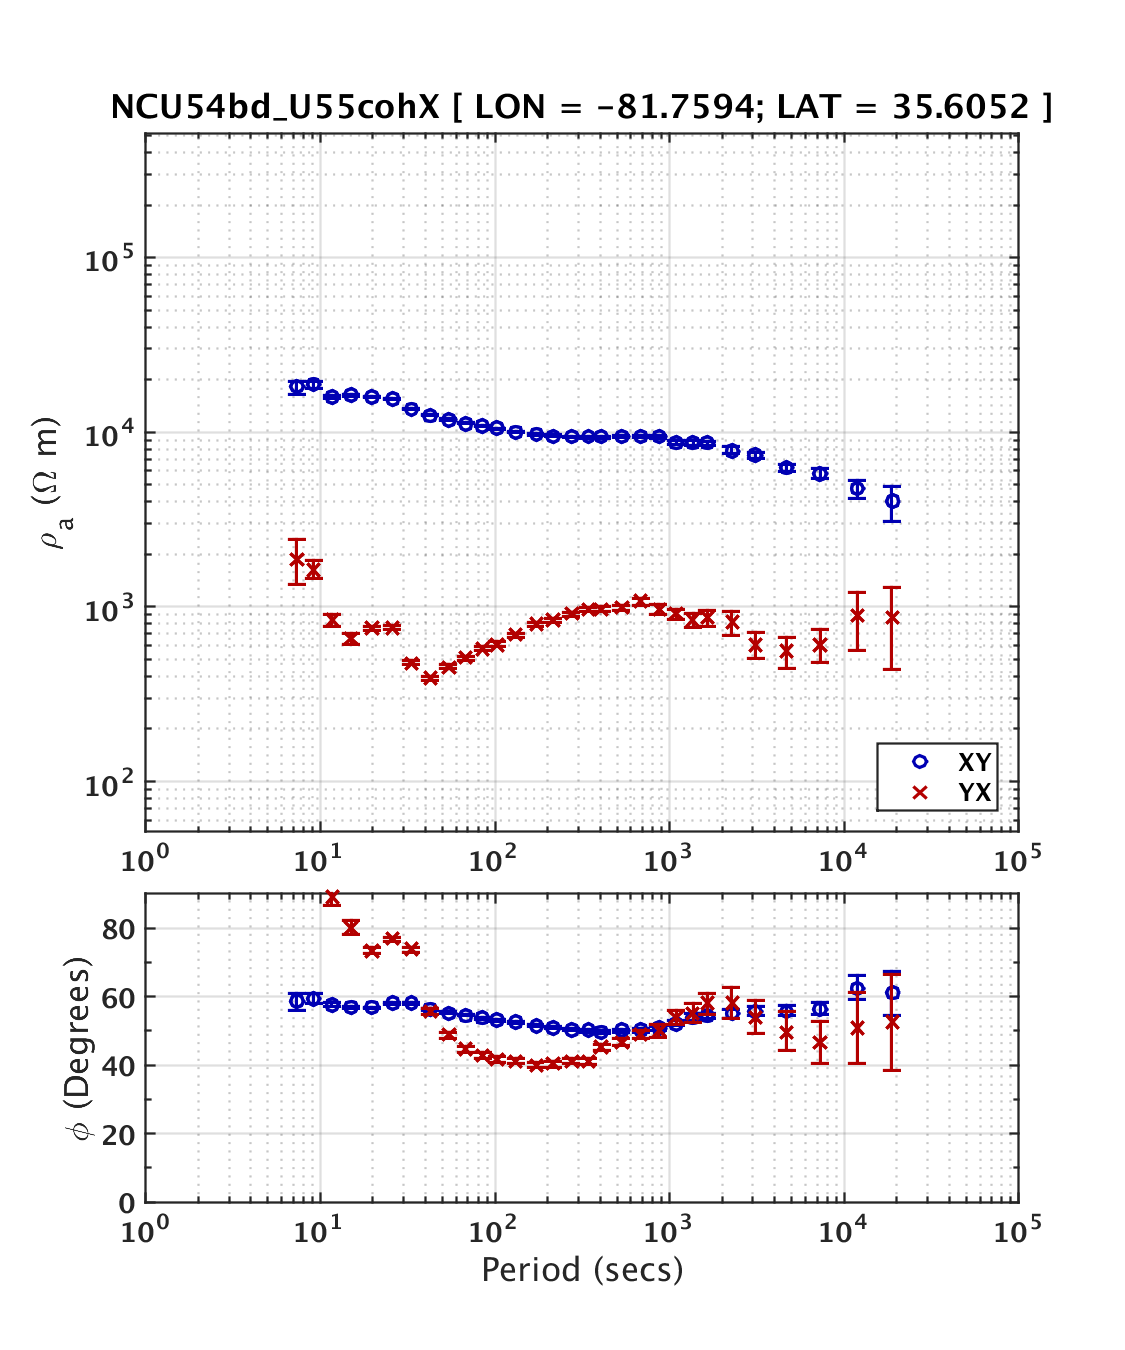 NCU54bd_U55cohX [ LON = -81.7594; LAT = 35.6052 ]
10^5
10^4
10^3
10^2
ρ_a (Ω m)
XY
YX
10^0 10^1 10^2 10^3 10^4 10^5
80
60
40
20
0
ϕ (Degrees)
10^0 10^1 10^2 10^3 10^4 10^5
Period (secs)